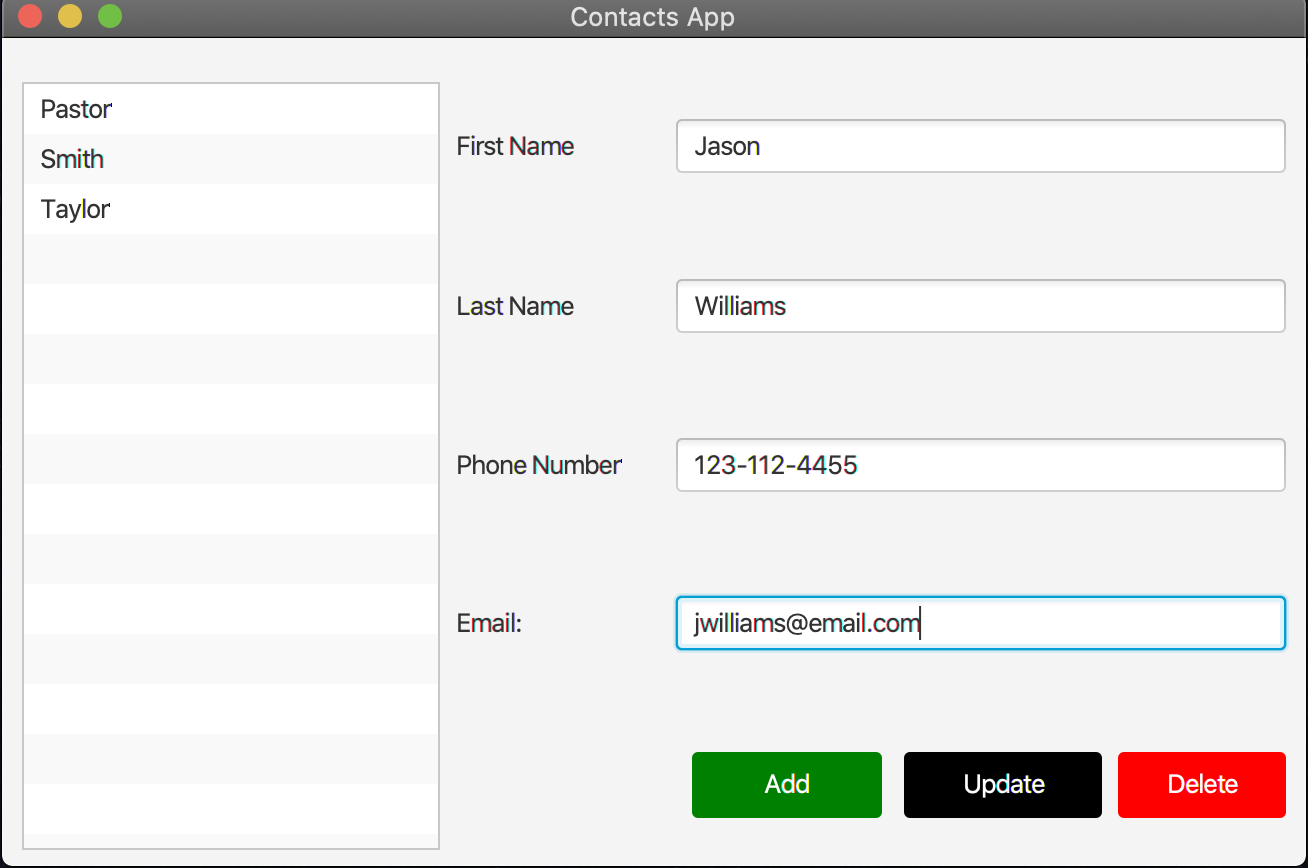 Contacts App
Pastor
Smith
Taylor
First Name
Jason
Last Name
Williams
Phone Number
123-112-4455
Email:
jwilliams@email.com
Add
Update
Delete